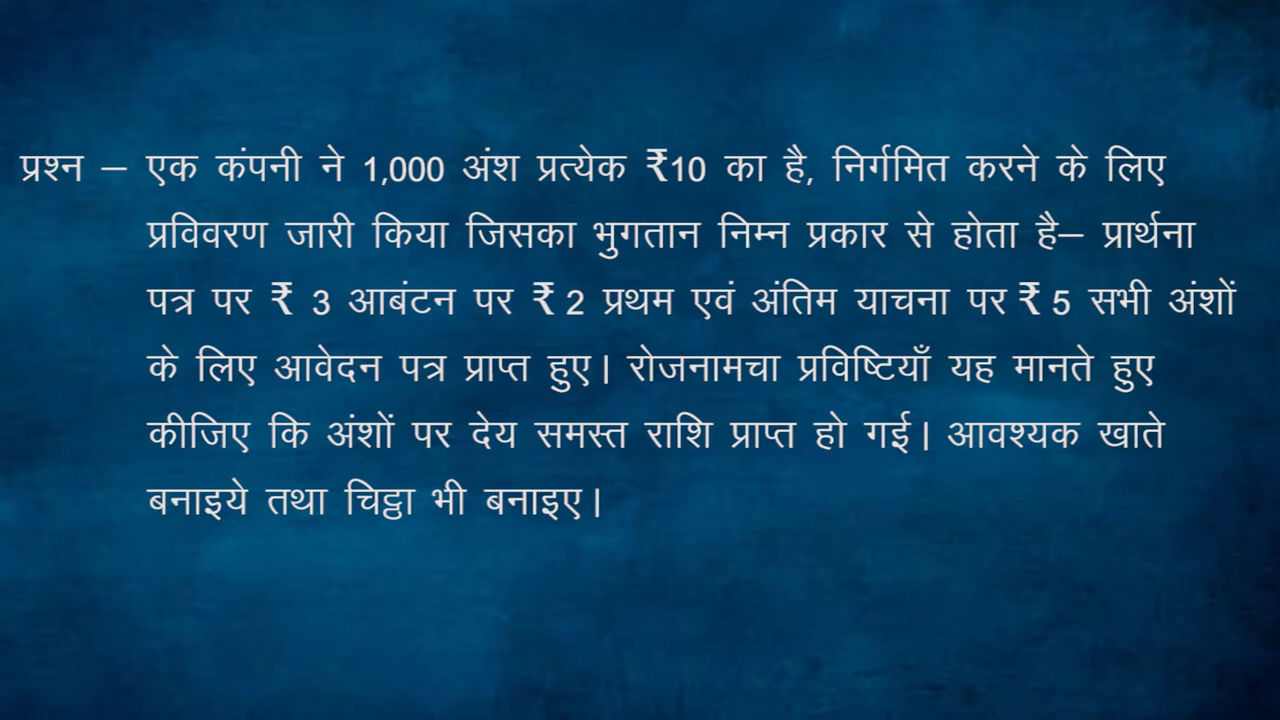 प्रश्न – एक कंपनी ने 1,000 अंश प्रत्येक ₹10 का है, निर्गमित करने के लिए
प्रविवरण जारी किया जिसका भुगतान निम्न प्रकार से होता है– प्रार्थना
पत्र पर ₹ 3 आबंटन पर ₹ 2 प्रथम एवं अंतिम याचना पर ₹ 5 सभी अंशों
के लिए आवेदन पत्र प्राप्त हुए। रोजनामचा प्रविष्टियाँ यह मानते हुए
कीजिए कि अंशों पर देय समस्त राशि प्राप्त हो गई। आवश्यक खाते
बनाइये तथा चिट्ठा भी बनाइए।